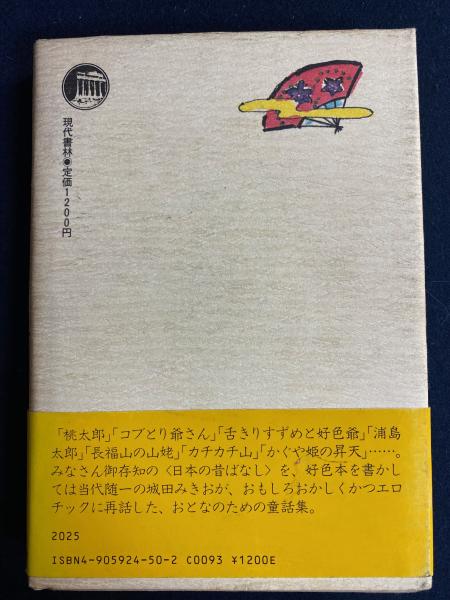 現代書林●定価1200円
「桃太郎」「コブとり爺さん」「舌きりすずめと好色爺」「浦島
太郎」「長福山の山姥」「カチカチ山」「かぐや姫の昇天」……。
みなさん御存知の〈日本の昔ばなし〉を、好色本を書かし
ては当代随一の城田みきおが、おもしろおかしくかつエロ
チックに再話した、おとなのための童話集。
2025
ISBN4-905924-50-2 C0093 ¥1200E